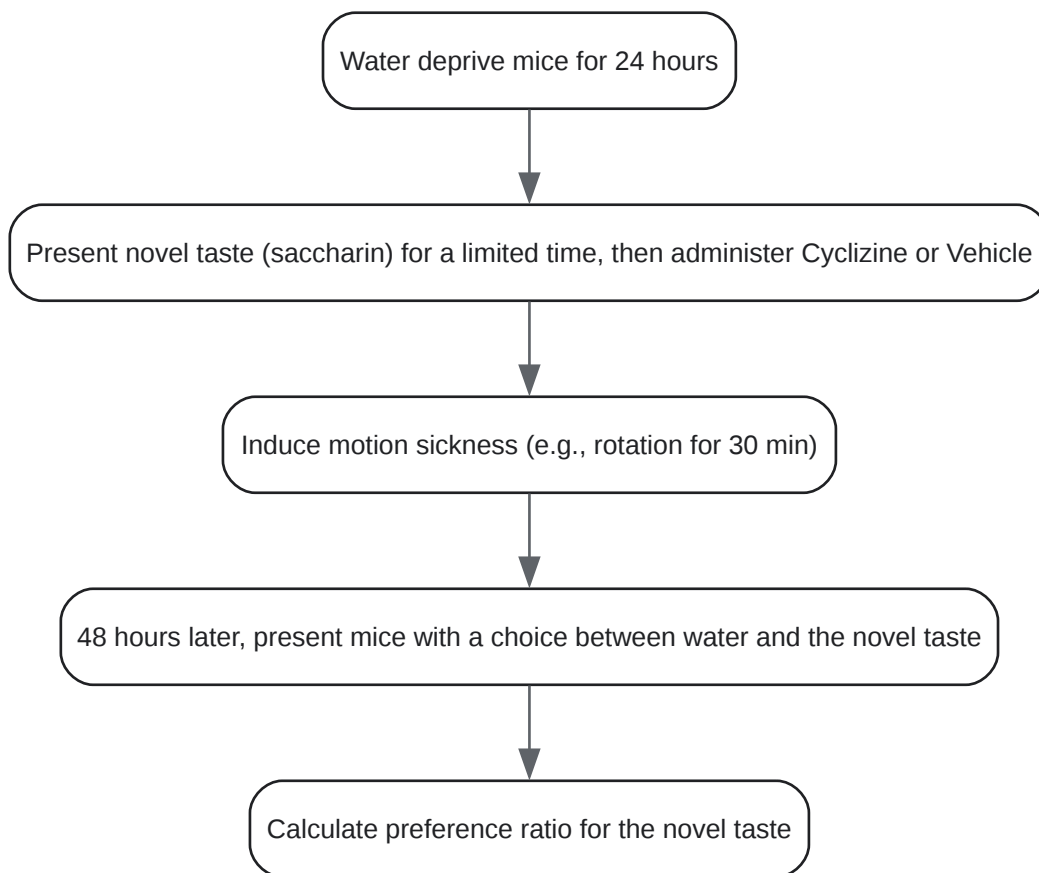 Water deprive mice for 24 hours
Present novel taste (saccharin) for a limited time, then administer Cyclizine or Vehicle
Induce motion sickness (e.g., rotation for 30 min)
48 hours later, present mice with a choice between water and the novel taste
Calculate preference ratio for the novel taste